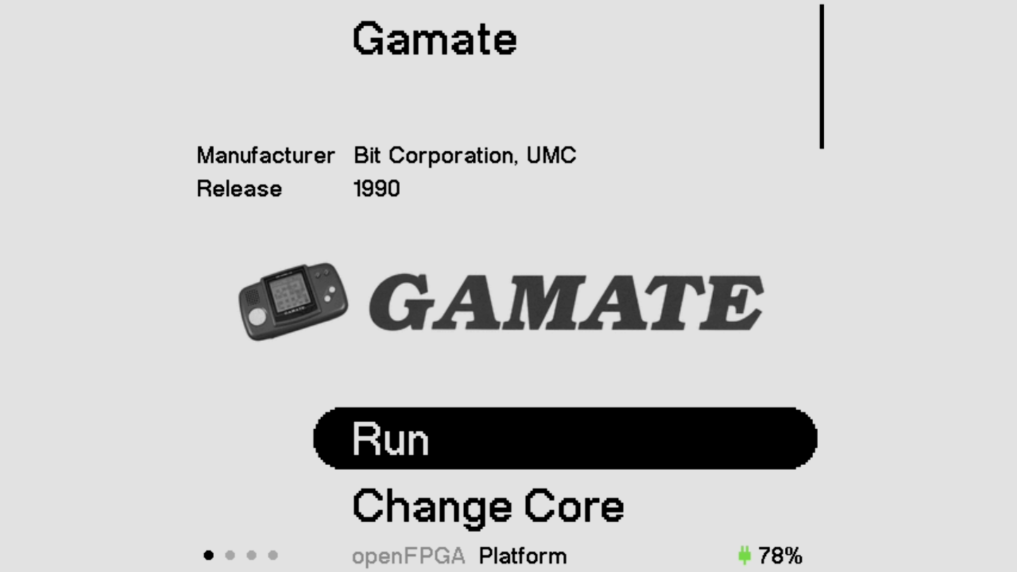 Gamate
Manufacturer Bit Corporation, UMC
Release 1990
GAMATE
Run
Change Core
openFPGA Platform 78%